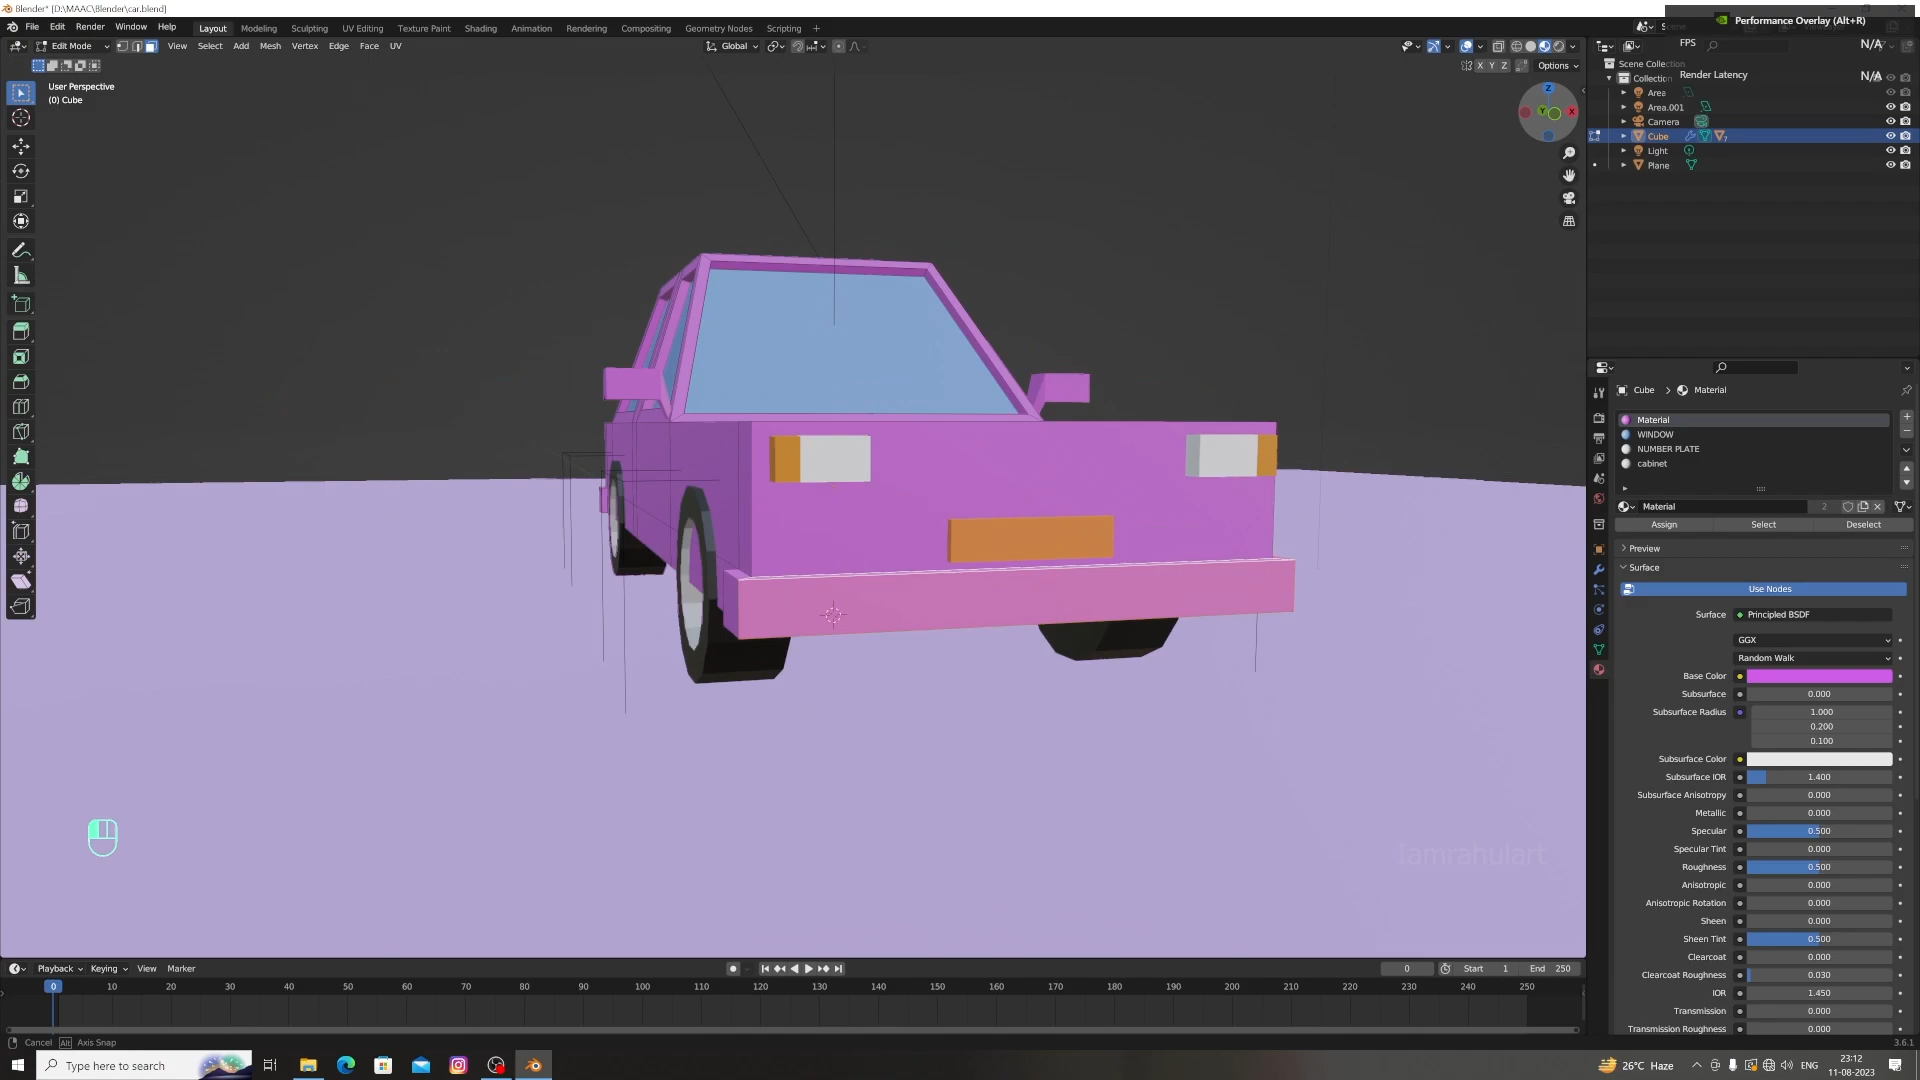 Blender* [D:\MAAC\Blender\car.blend]
File Edit Render Window Help Layout Modeling Sculpting UV Editing Texture Paint Shading Animation Rendering Compositing Geometry Nodes Scripting +
Performance Overlay (Alt+R)
Edit Mode View Select Add Mesh Vertex Edge Face UV Global
FPS N/A
X Y Z Options
Scene Collection
Collection
Render Latency N/A
User Perspective
(0) Cube
Area
Area.001
Camera
Cube
Light
Plane
Z
Y
X
Cube > Material
Material
WINDOW
NUMBER PLATE
cabinet
Material 2
Assign Select Deselect
Preview
Surface
Use Nodes
Surface Principled BSDF
GGX
Random Walk
Base Color
Subsurface 0.000
Subsurface Radius 1.000
0.200
0.100
Subsurface Color
Subsurface IOR 1.400
Subsurface Anisotropy 0.000
Metallic 0.000
Specular 0.500
Specular Tint 0.000
Roughness 0.500
Anisotropic 0.000
Anisotropic Rotation 0.000
Sheen 0.000
Sheen Tint 0.500
Clearcoat 0.000
Clearcoat Roughness 0.030
IOR 1.450
Transmission 0.000
Transmission Roughness 0.000
Iamrahulart
Playback Keying View Marker 0 Start 1 End 250
0 10 20 30 40 50 60 70 80 90 100 110 120 130 140 150 160 170 180 190 200 210 220 230 240 250
Cancel Alt Axis Snap
3.6.1
Type here to search
26°C Haze
ENG
23:12
11-08-2023